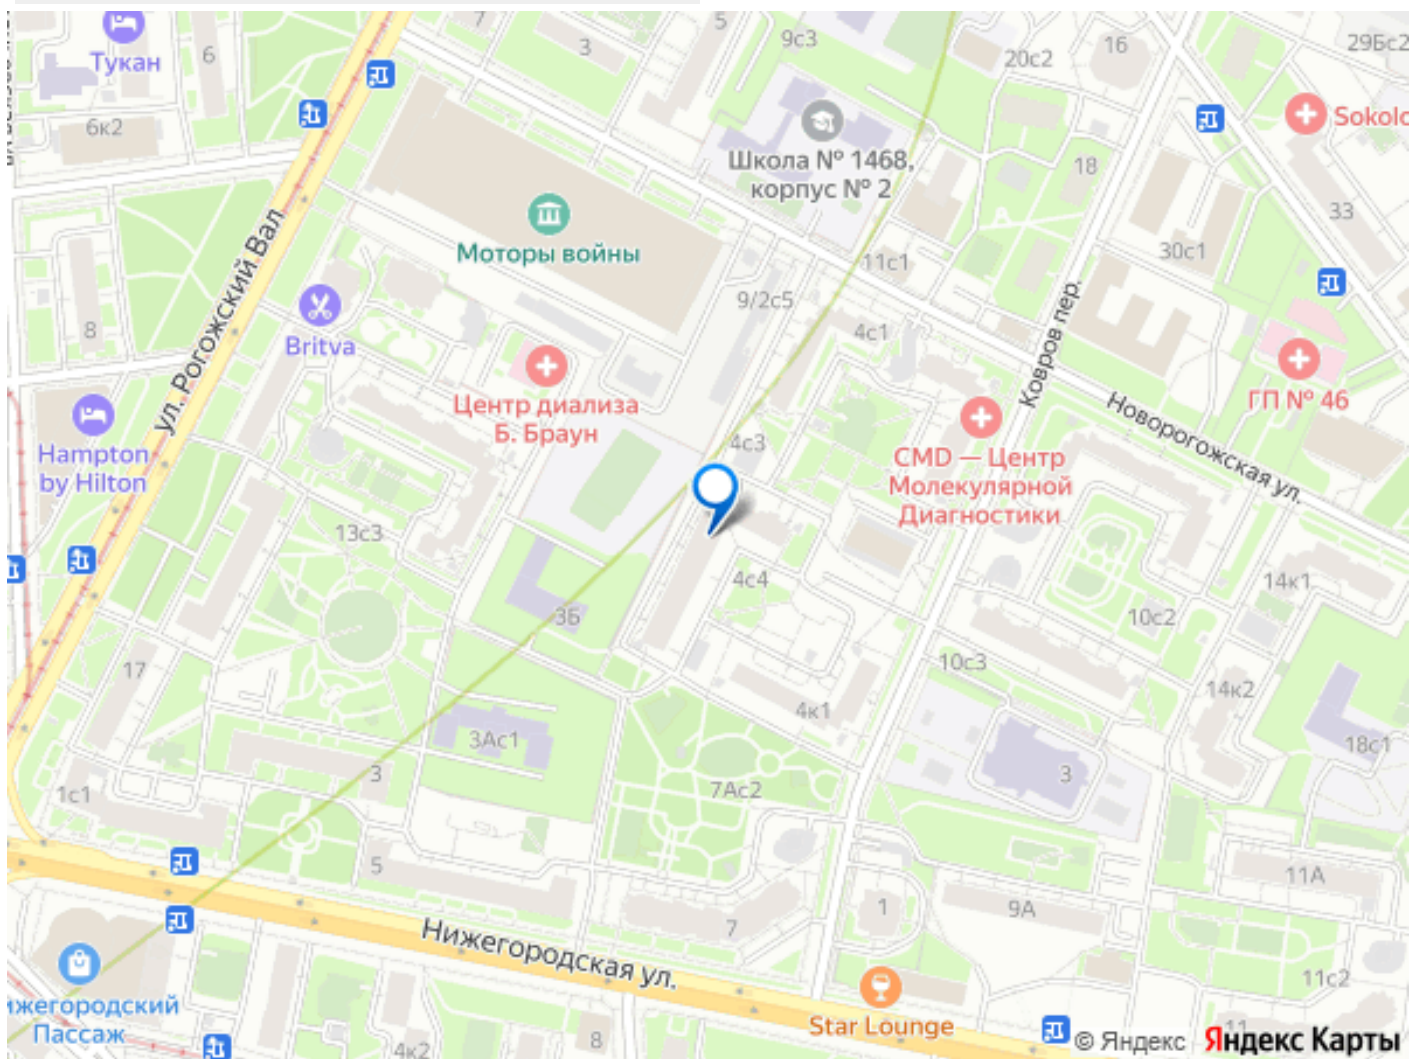 Тукан
6
6к2
7
3
5
9с3
20с2
16
29Бс2
Sokolo
Школа № 1468,
корпус № 2
18
33
30с1
11с1
Моторы войны
9/2с5
4с1
ул. Рогожский Вал
Britva
8
Ковров пер.
ГП № 46
Центр диализа
Б. Браун
Новорогожская ул.
Hampton
by Hilton
4с3
CMD — Центр
Молекулярной
Диагностики
13с3
4с4
14к1
3Б
10с2
17
10с3
14к2
4к1
3Ас1
18с1
3
7Ас2
3
1с1
5
11А
1
9А
7
Нижегородская ул.
11с2
ижегородский
Пассаж
Star Lounge
8
4к2
11
© Яндекс Яндекс Карты